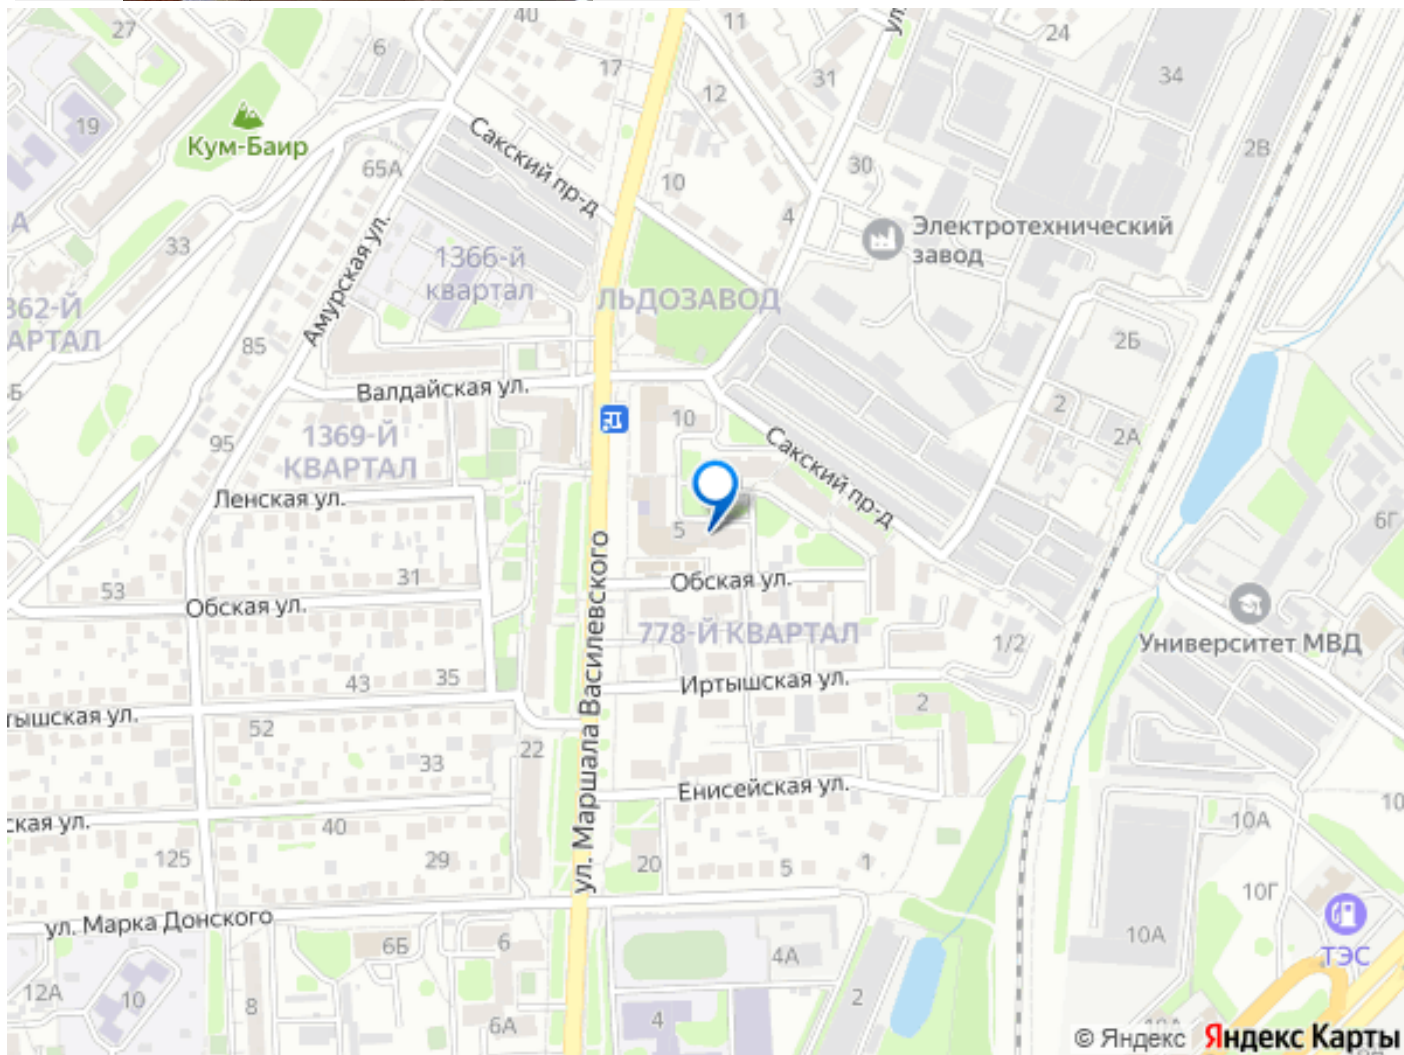 27
40
11
24
6
17
31
34
12
19
Кум-Баир
Сакский пр-д
2В
65А
30
10
4
А
33
Электротехнический
завод
1366-й
квартал
Амурская ул.
ЛЬДОЗАВОД
362-Й
АРТАЛ
85
2Б
Валдайская ул.
2
10
95
1369-Й
КВАРТАЛ
2А
Сакский пр-д
Ленская ул.
5
6Г
ул. Маршала Василевского
53
31
Обская ул.
Обская ул.
778-Й КВАРТАЛ
1/2
Университет МВД
43
35
Иртышская ул.
тышская ул.
52
2
22
33
Енисейская ул.
ская ул.
40
10
10А
125
29
20
5
1
10Г
ул. Марка Донского
6Б
6
4А
10А
ТЭС
12А
10
8
6А
4
2
© Яндекс Яндекс Карты